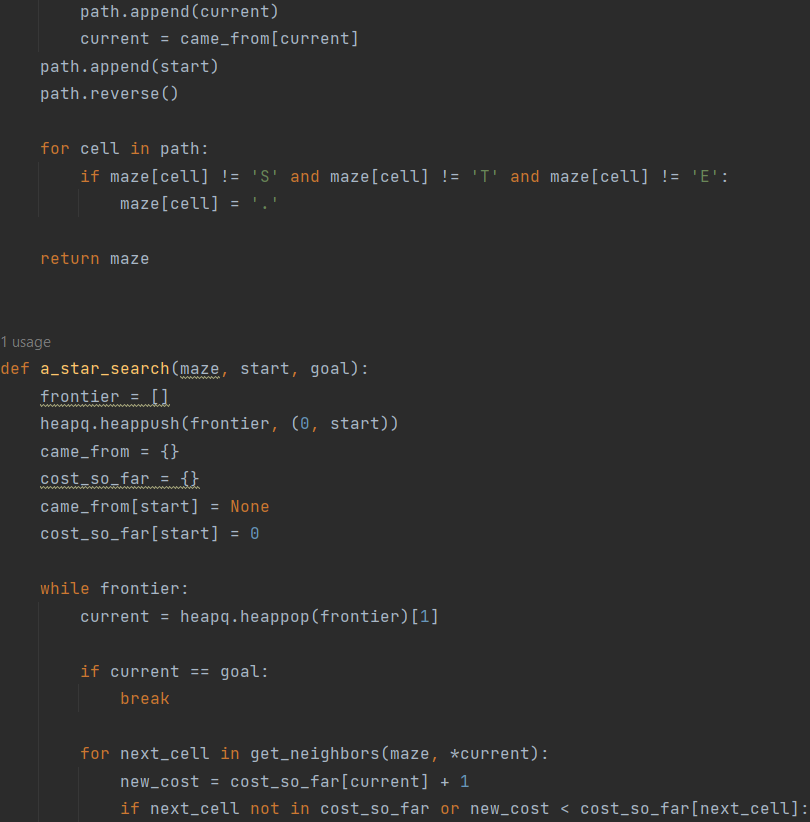 path.append(current)
        current = came_from[current]
    path.append(start)
    path.reverse()

    for cell in path:
        if maze[cell] != 'S' and maze[cell] != 'T' and maze[cell] != 'E':
            maze[cell] = '.'

    return maze


1 usage
def a_star_search(maze, start, goal):
    frontier = []
    heapq.heappush(frontier, (0, start))
    came_from = {}
    cost_so_far = {}
    came_from[start] = None
    cost_so_far[start] = 0

    while frontier:
        current = heapq.heappop(frontier)[1]

        if current == goal:
            break

        for next_cell in get_neighbors(maze, *current):
            new_cost = cost_so_far[current] + 1
            if next_cell not in cost_so_far or new_cost < cost_so_far[next_cell]: